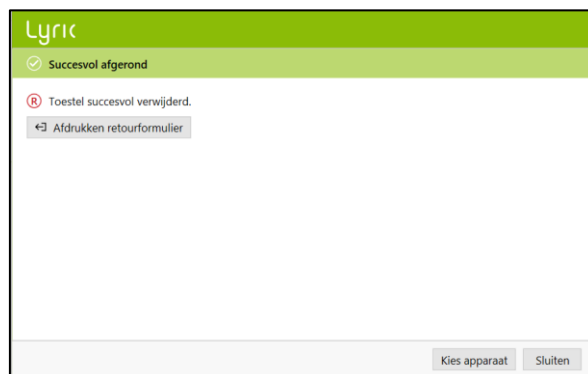 Lyric
Succesvol afgerond
R Toestel succesvol verwijderd.
Afdrukken retourformulier
Kies apparaat Sluiten